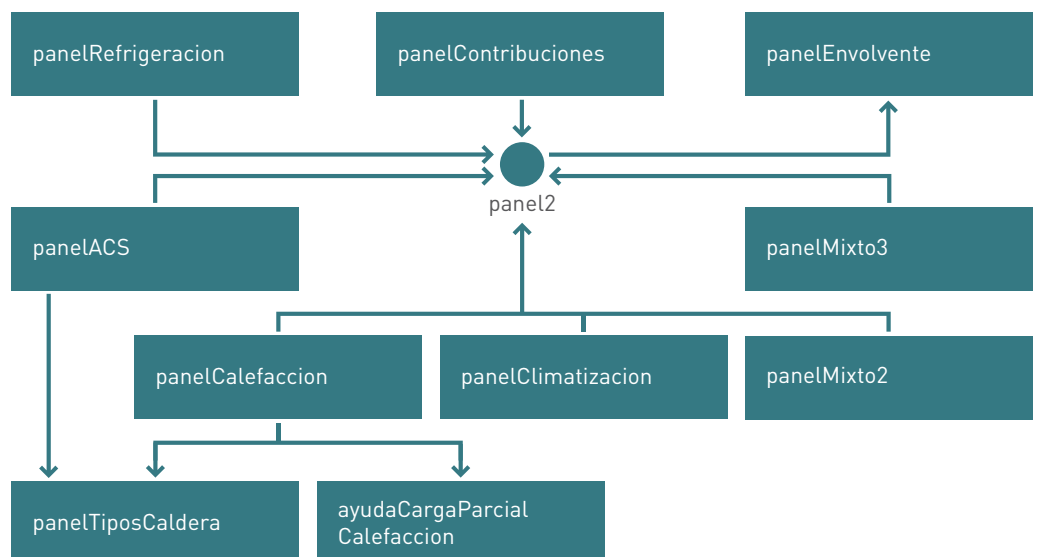 panelRefrigeracion
panelContribuciones
panelEnvolvente
panel2
panelACS
panelMixto3
panelCalefaccion
panelClimatizacion
panelMixto2
panelTiposCaldera
ayudaCargaParcial
Calefaccion